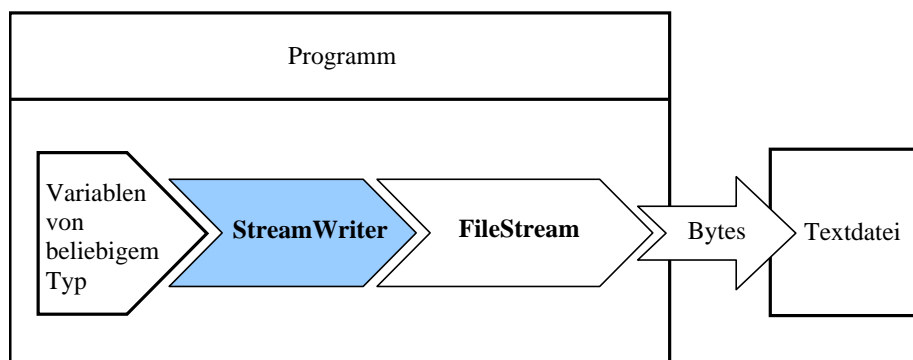 Programm
Variablen
von
beliebigem
Typ
StreamWriter
FileStream
Bytes
Textdatei